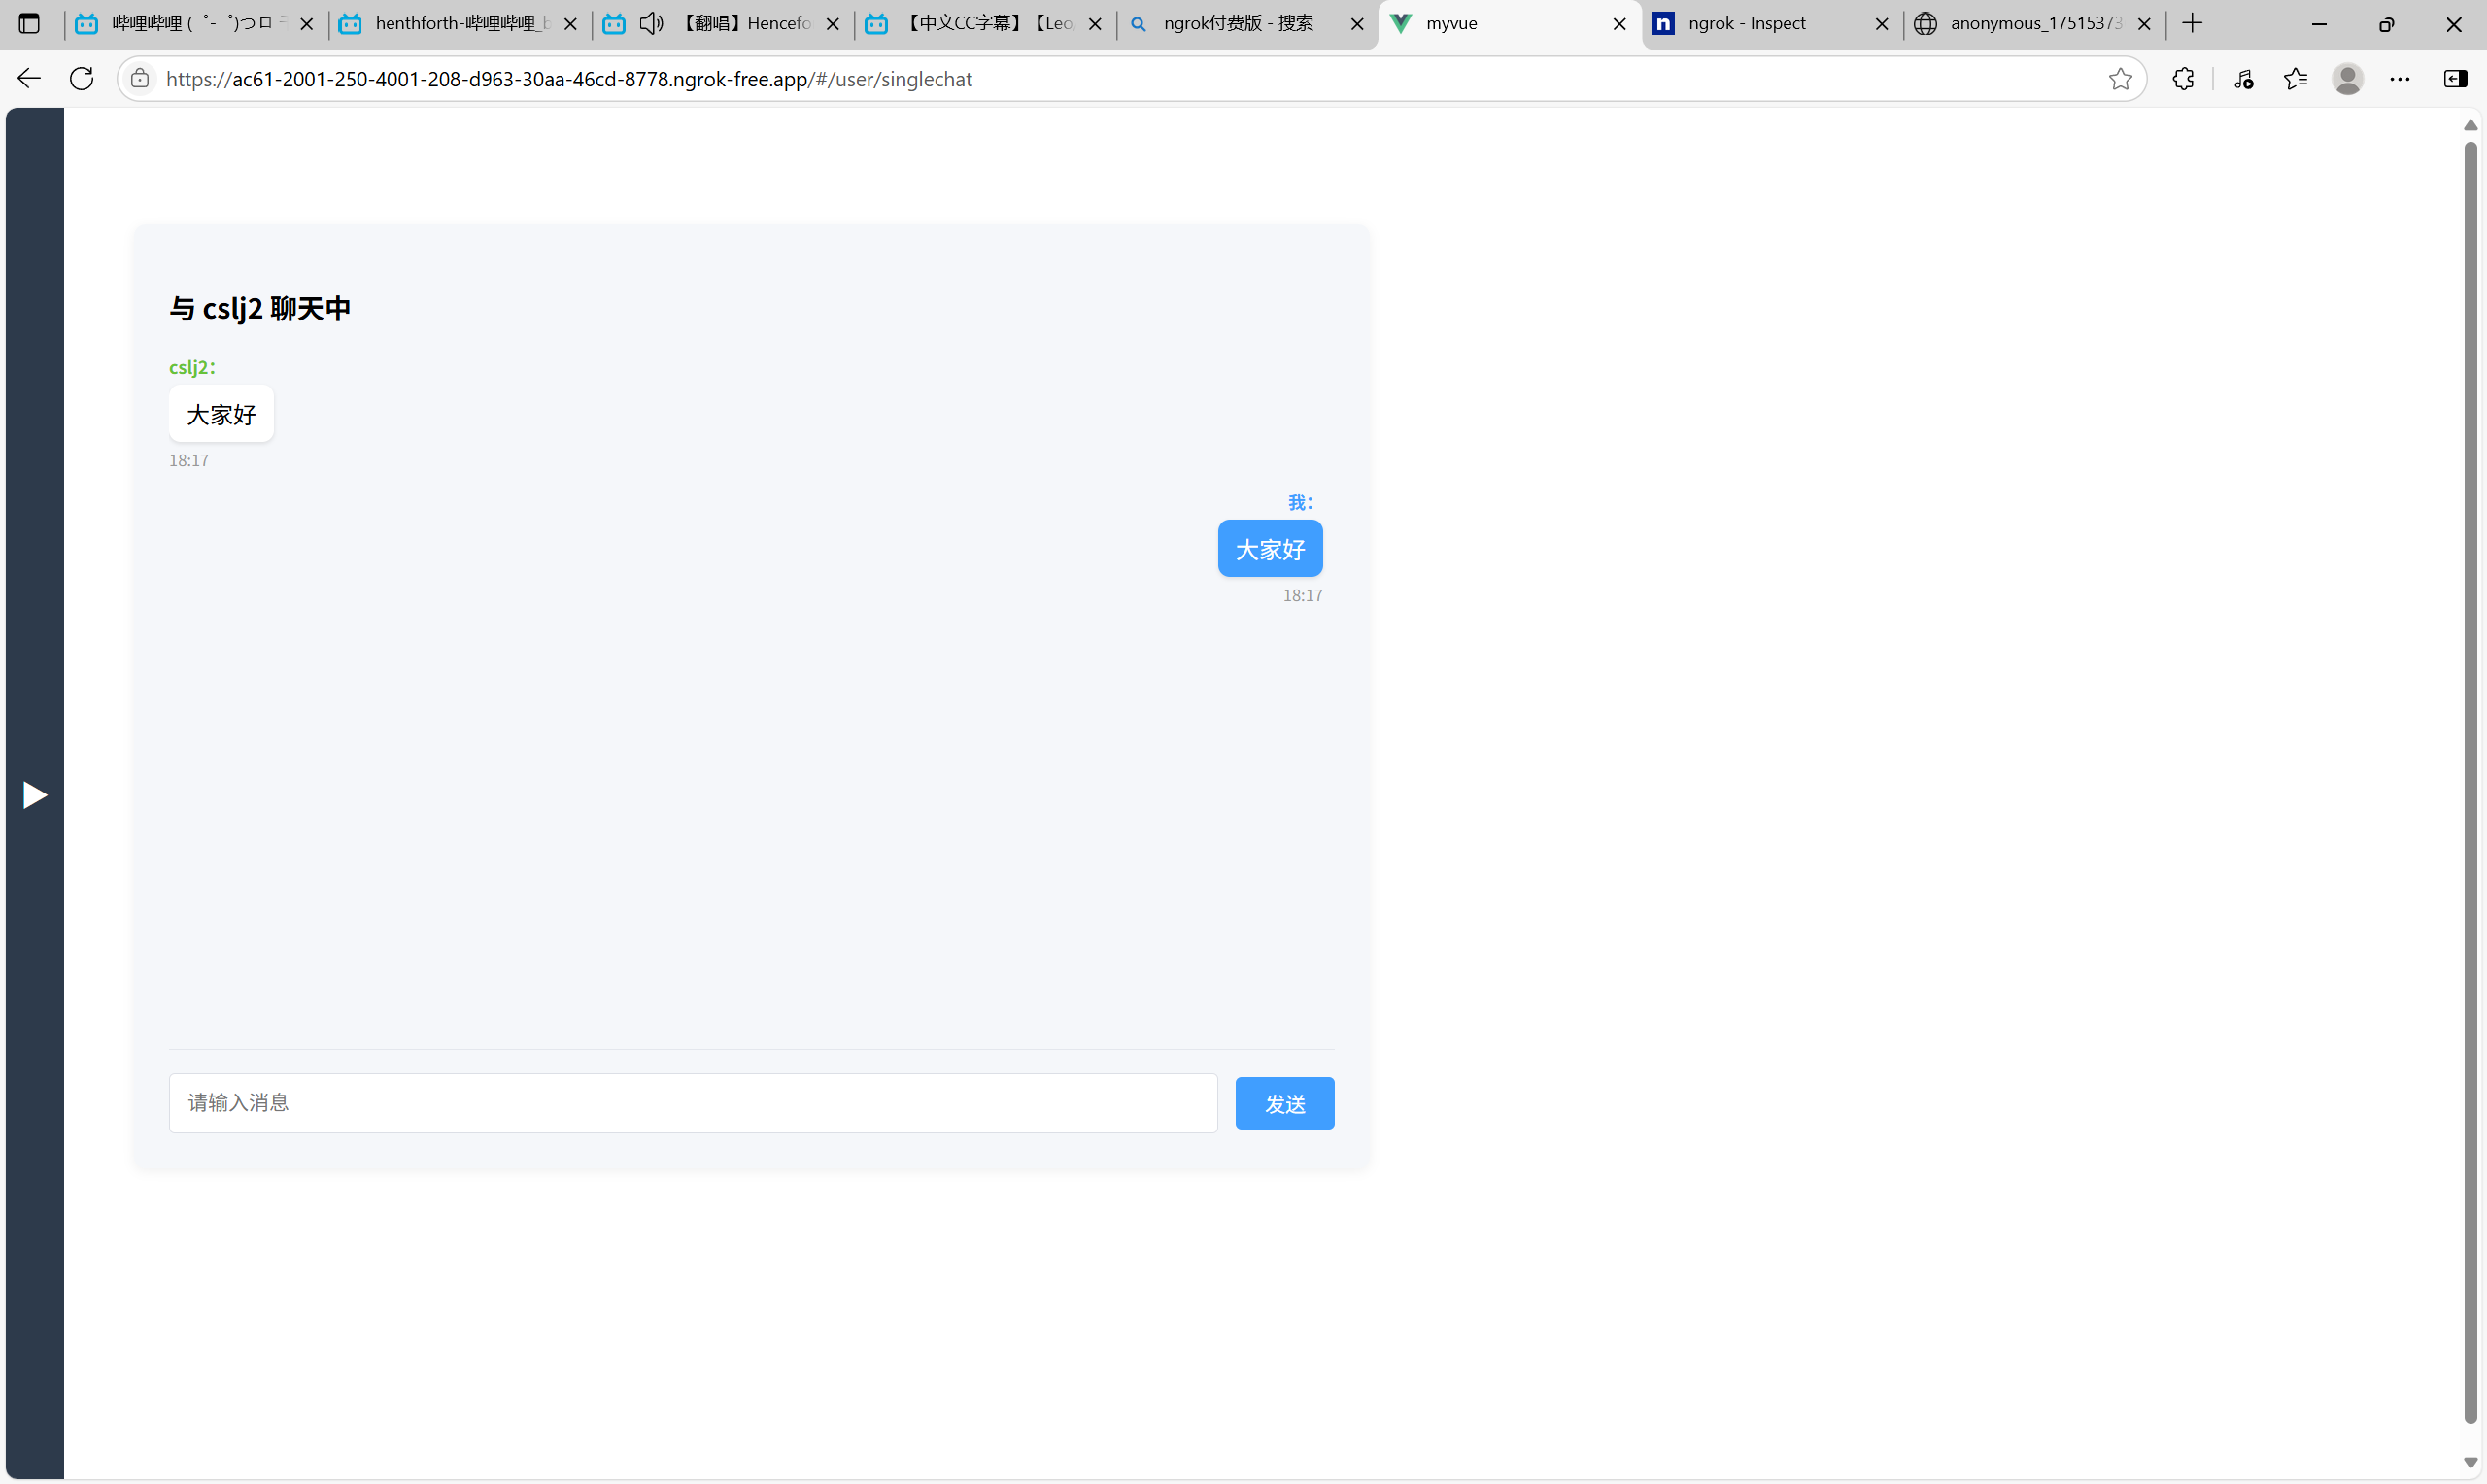 哔哩哔哩 (゜-゜)つロ
henthforth-哔哩哔哩_b
【翻唱】Hencefo
【中文CC字幕】【Leo
ngrok付费版 - 搜索
myvue
ngrok - Inspect
anonymous_17515373
https://ac61-2001-250-4001-208-d963-30aa-46cd-8778.ngrok-free.app/#/user/singlechat
与 cslj2 聊天中
cslj2：
大家好
18:17
我：
大家好
18:17
请输入消息
发送